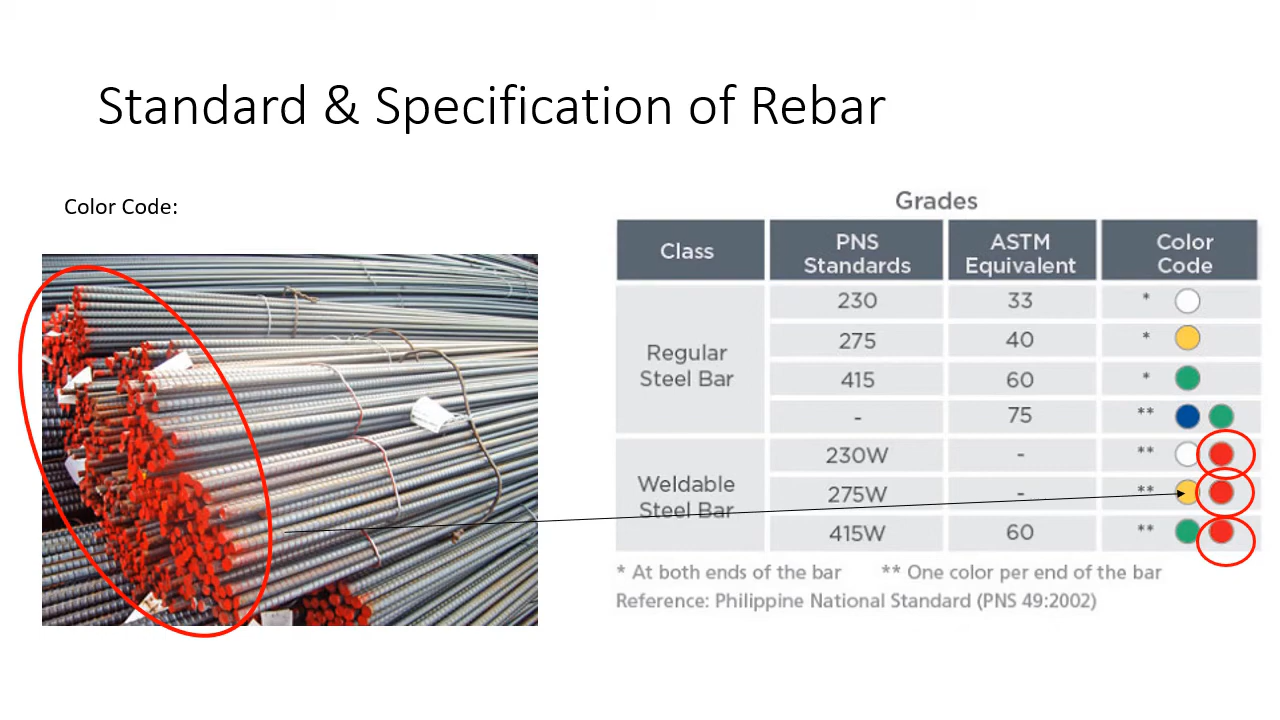 Standard & Specification of Rebar
Color Code:
Grades
Class PNS Standards ASTM Equivalent Color Code
Regular Steel Bar
230 33 *
275 40 *
415 60 *
- 75 **
Weldable Steel Bar
230W - **
275W - **
415W 60 **
* At both ends of the bar ** One color per end of the bar
Reference: Philippine National Standard (PNS 49:2002)